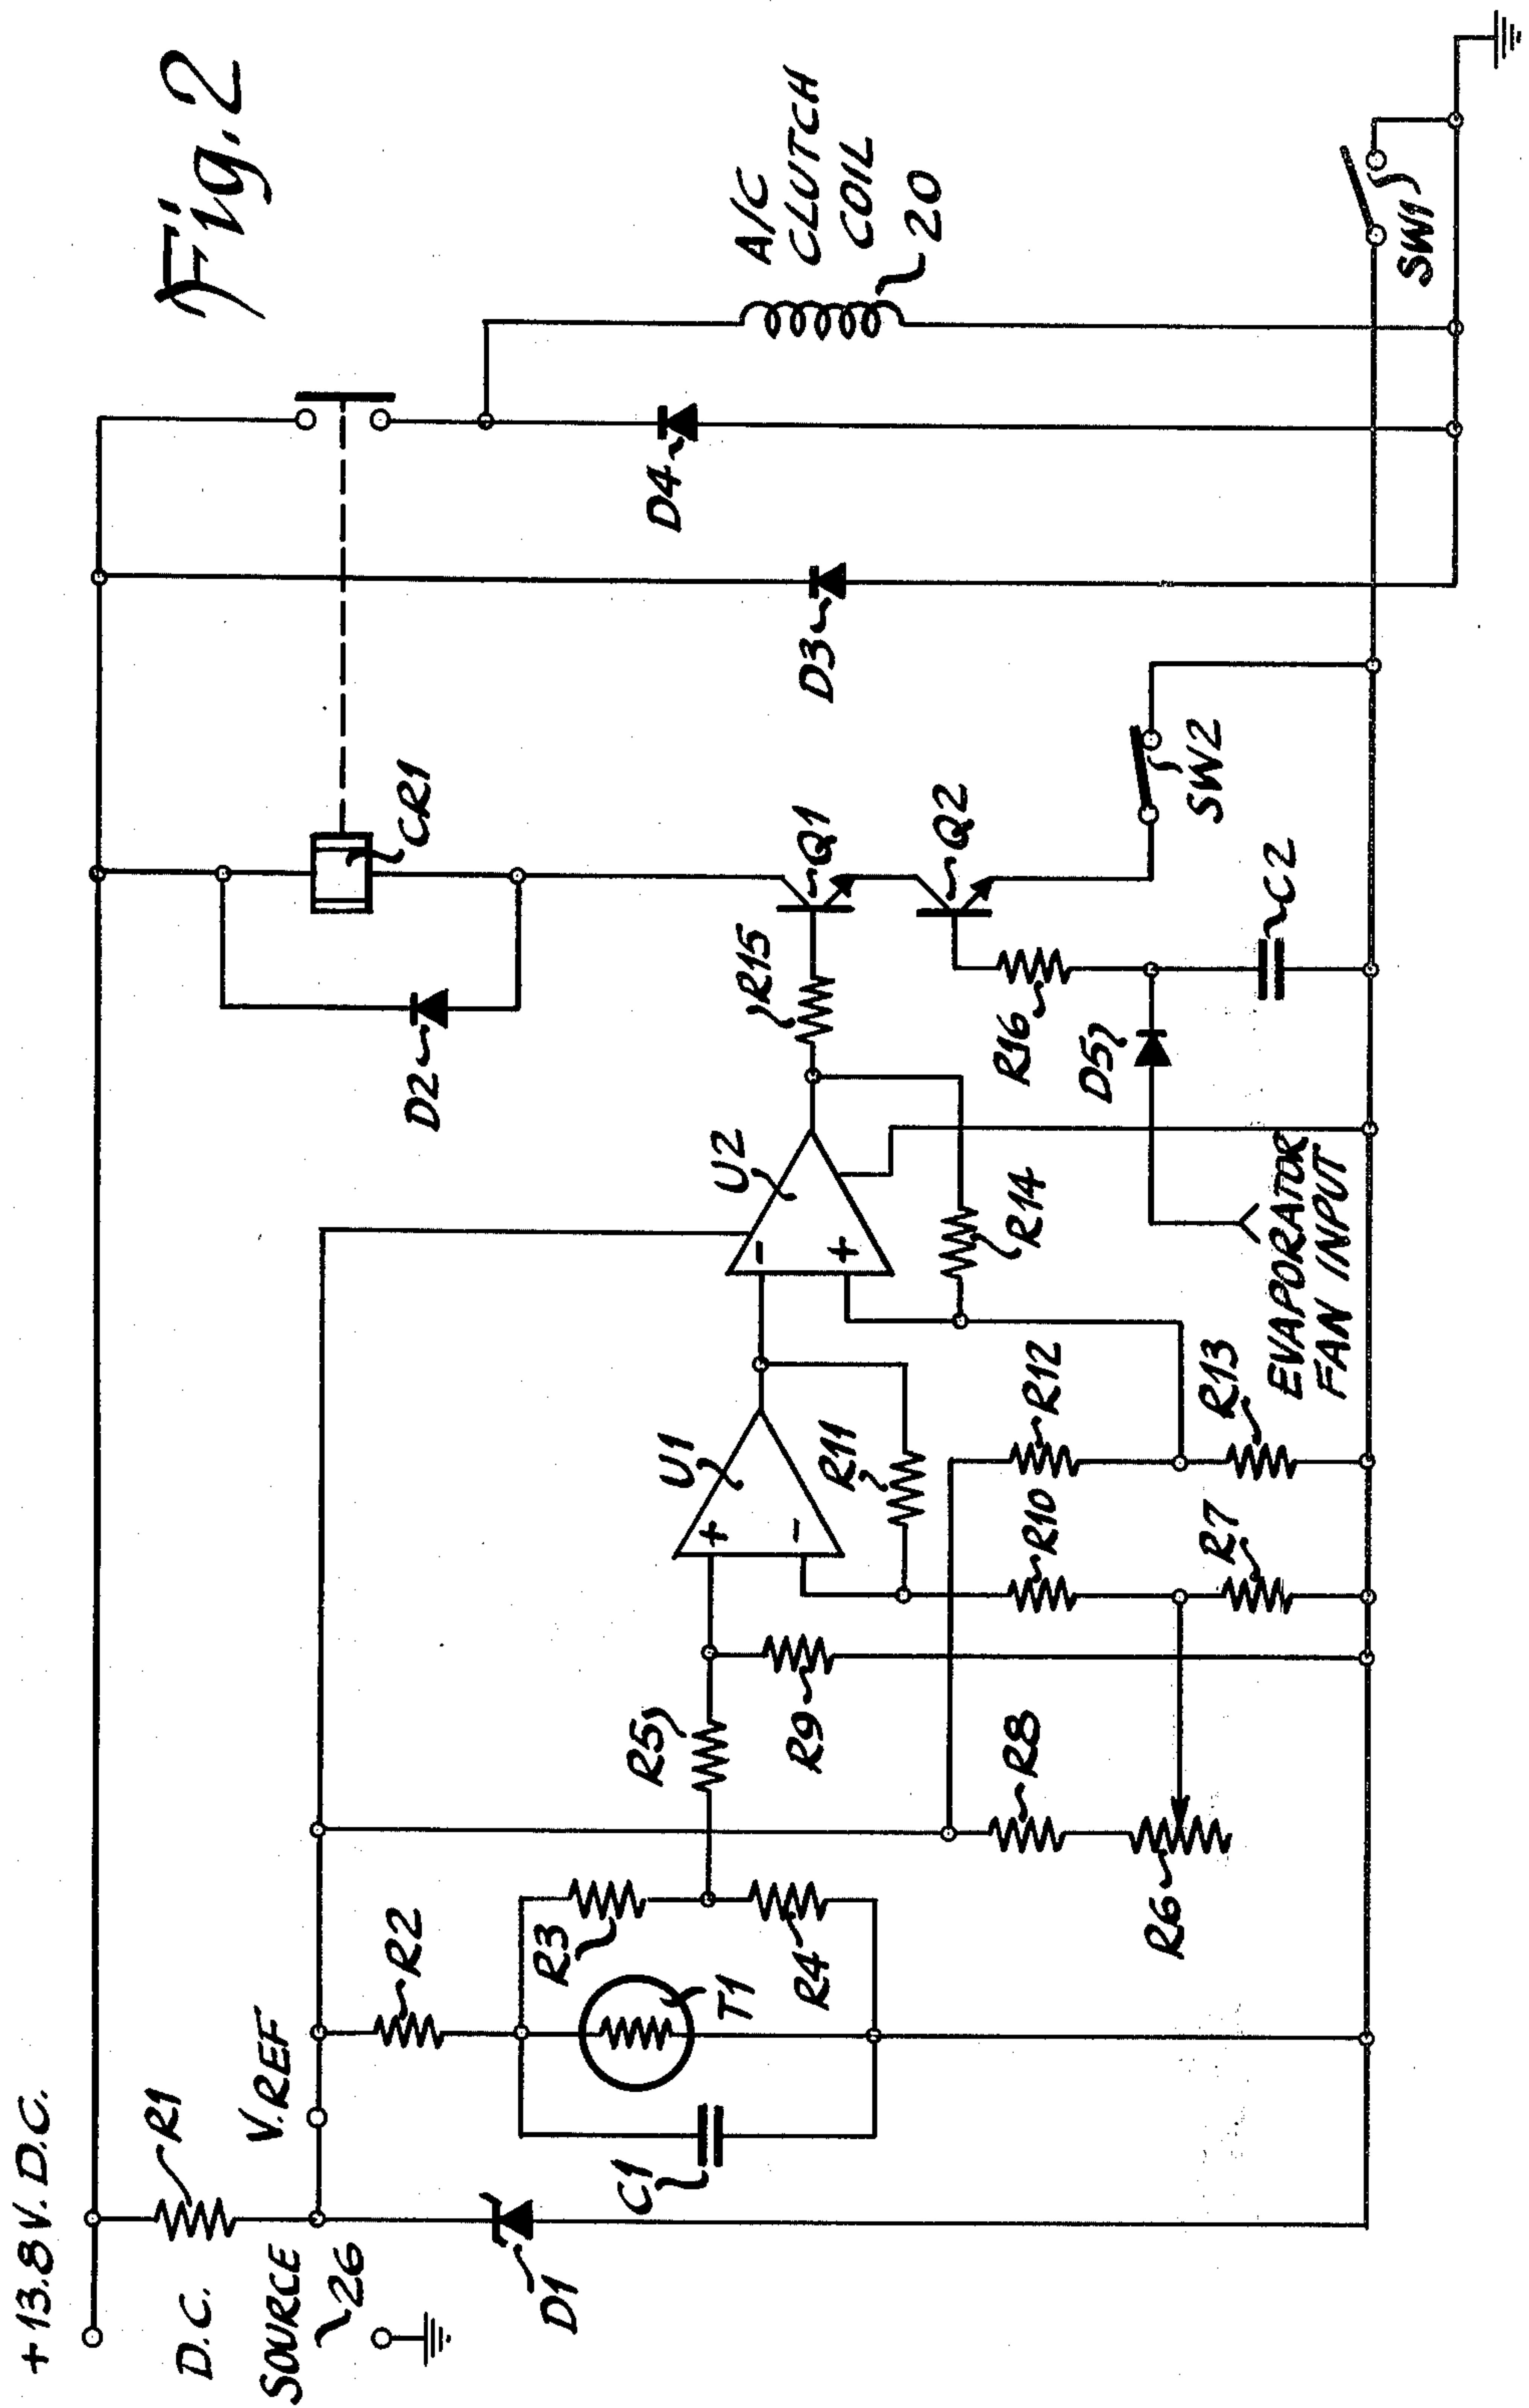 Fig. 2
+13.8V. D.C.
D.C.
SOURCE
26
R1
V.REF
D1
C1
R2
T1
R3
R4
R5
R9
R8
R6
U1
R11
R10
R7
R12
R13
U2
R14
R15
D2
CR1
Q1
Q2
R16
D5
C2
EVAPORATOR
FAN INPUT
SW2
D3
D4
A/C
CLUTCH
COIL
20
SW1
+
-
-
+